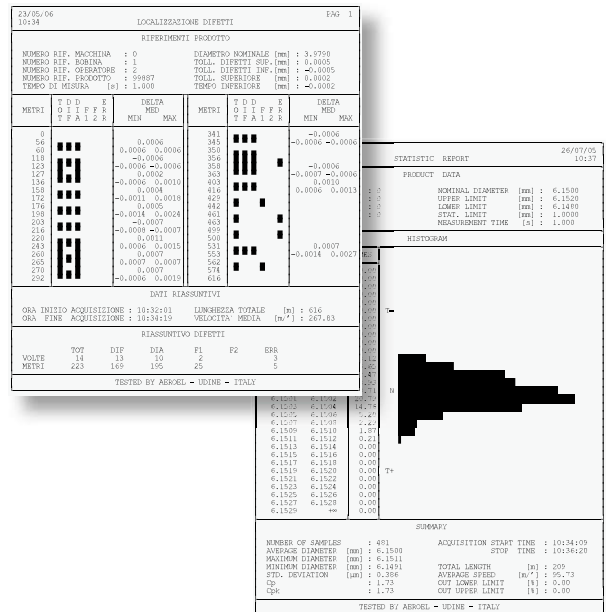 23/05/06 PAG 1
10:34 LOCALIZZAZIONE DIFETTI
RIFERIMENTI PRODOTTO
NUMERO RIF. MACCHINA : 0 DIAMETRO NOMINALE [mm] : 3.9790
NUMERO RIF. BOBINA : 1 TOLL. DIFETTI SUP.[mm] : 0.0005
NUMERO RIF. OPERATORE : 2 TOLL. DIFETTI INF.[mm] : -0.0005
NUMERO RIF. PRODOTTO : 99887 TEMPO SUPERIORE [mm] : 0.0002
TEMPO DI MISURA [s] : 1.000 TEMPO INFERIORE [mm] : -0.0002
T D D E DELTA T D D E DELTA
METRI O I I F F R MED METRI O I I F F R MED
T F A 1 2 R MIN MAX T F A 1 2 R MIN MAX
0 341 -0.0006
56 0.0006 345 -0.0006 -0.0006
60 0.0006 0.0006 350
118 -0.0006 356 -0.0006
123 -0.0006 -0.0006 358 -0.0007 -0.0006
127 0.0002 363 0.0010
136 -0.0006 0.0010 403 0.0006 0.0013
158 0.0004 416
172 -0.0011 0.0018 429
176 0.0005 442
198 -0.0014 0.0024 461
203 -0.0007 463
216 -0.0008 -0.0007 499
220 0.0011 500
243 0.0006 0.0015 531 0.0007
260 0.0007 553 -0.0014 0.0027
265 0.0007 0.0007 562
270 0.0005 574
292 -0.0006 0.0019 616
DATI RIASSUNTIVI
ORA INIZIO ACQUISIZIONE : 10:32:01 LUNGHEZZA TOTALE [m] : 616
ORA FINE ACQUISIZIONE : 10:34:19 VELOCITA' MEDIA [m/'] : 267.83
RIASSUNTIVO DIFETTI
TOT DIF DIA F1 F2 ERR
VOLTE 14 13 10 2 3
METRI 223 169 195 25 5
TESTED BY AEROEL - UDINE - ITALY
26/07/05
STATISTIC REPORT 10:37
PRODUCT DATA
NOMINAL DIAMETER [mm] : 6.1500
UPPER LIMIT [mm] : 6.1520
LOWER LIMIT [mm] : 6.1480
STAT. LIMIT [mm] : 1.0000
MEASUREMENT TIME [s] : 1.000
HISTOGRAM
T-
N
T+
6.1509 6.1510 1.87
6.1511 6.1512 0.21
6.1512 6.1514 0.00
6.1515 6.1516 0.00
6.1517 6.1518 0.00
6.1519 6.1520 0.00
6.1521 6.1522 0.00
6.1523 6.1524 0.00
6.1525 6.1526 0.00
6.1527 6.1528 0.00
6.1529 +∞ 0.00
SUMMARY
NUMBER OF SAMPLES : 481 ACQUISITION START TIME : 10:34:09
AVERAGE DIAMETER [mm] : 6.1500 STOP TIME : 10:36:20
MAXIMUM DIAMETER [mm] : 6.1511
MINIMUM DIAMETER [mm] : 6.1491 TOTAL LENGTH [m] : 209
STD. DEVIATION [µm] : 0.386 AVERAGE SPEED [m/'] : 95.73
Cp : 1.73 OUT LOWER LIMIT [%] : 0.00
Cpk : 1.73 OUT UPPER LIMIT [%] : 0.00
TESTED BY AEROEL - UDINE - ITALY